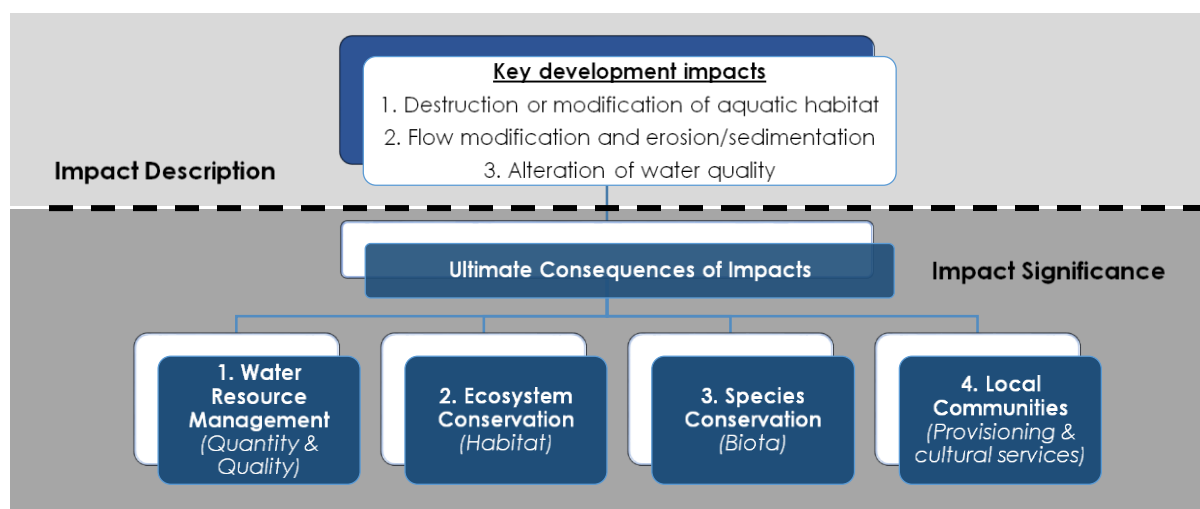 Key development impacts
1. Destruction or modification of aquatic habitat
2. Flow modification and erosion/sedimentation
3. Alteration of water quality
Impact Description
Ultimate Consequences of Impacts
Impact Significance
1. Water
Resource
Management
(Quantity &
Quality)
2. Ecosystem
Conservation
(Habitat)
3. Species
Conservation
(Biota)
4. Local
Communities
(Provisioning &
cultural services)